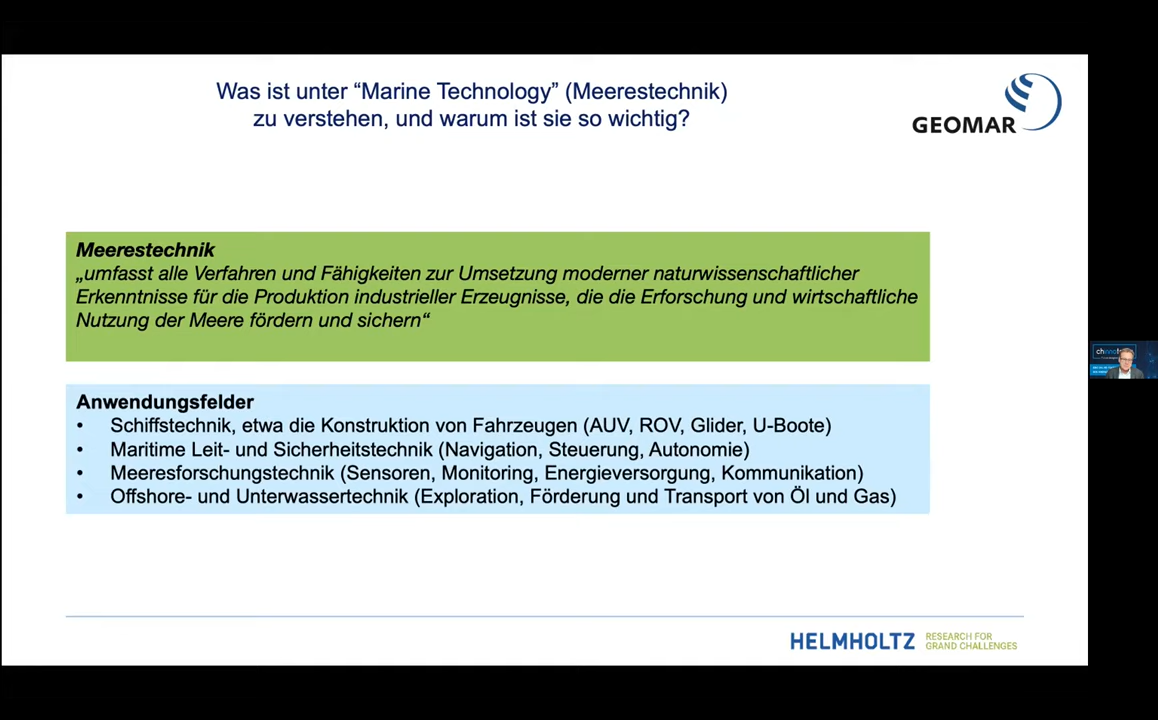 Was ist unter “Marine Technology” (Meerestechnik)
zu verstehen, und warum ist sie so wichtig?
GEOMAR
Meerestechnik
„umfasst alle Verfahren und Fähigkeiten zur Umsetzung moderner naturwissenschaftlicher
Erkenntnisse für die Produktion industrieller Erzeugnisse, die die Erforschung und wirtschaftliche
Nutzung der Meere fördern und sichern“
Anwendungsfelder
• Schiffstechnik, etwa die Konstruktion von Fahrzeugen (AUV, ROV, Glider, U-Boote)
• Maritime Leit- und Sicherheitstechnik (Navigation, Steuerung, Autonomie)
• Meeresforschungstechnik (Sensoren, Monitoring, Energieversorgung, Kommunikation)
• Offshore- und Unterwassertechnik (Exploration, Förderung und Transport von Öl und Gas)
HELMHOLTZ
RESEARCH FOR
GRAND CHALLENGES